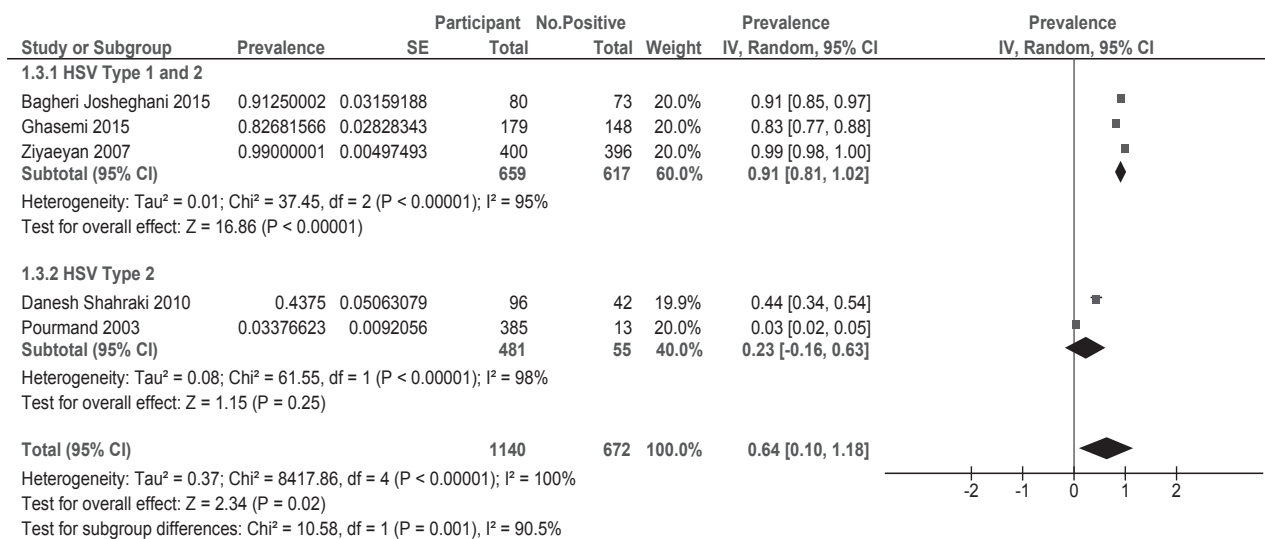 Participant No.Positive Prevalence Prevalence
Study or Subgroup Prevalence SE Total Total Weight IV, Random, 95% CI IV, Random, 95% CI
1.3.1 HSV Type 1 and 2
Bagheri Josheghani 2015 0.91250002 0.03159188 80 73 20.0% 0.91 [0.85, 0.97]
Ghasemi 2015 0.82681566 0.02828343 179 148 20.0% 0.83 [0.77, 0.88]
Ziyaeyan 2007 0.99000001 0.00497493 400 396 20.0% 0.99 [0.98, 1.00]
Subtotal (95% CI) 659 617 60.0% 0.91 [0.81, 1.02]
Heterogeneity: Tau² = 0.01; Chi² = 37.45, df = 2 (P < 0.00001); I² = 95%
Test for overall effect: Z = 16.86 (P < 0.00001)
1.3.2 HSV Type 2
Danesh Shahraki 2010 0.4375 0.05063079 96 42 19.9% 0.44 [0.34, 0.54]
Pourmand 2003 0.03376623 0.0092056 385 13 20.0% 0.03 [0.02, 0.05]
Subtotal (95% CI) 481 55 40.0% 0.23 [-0.16, 0.63]
Heterogeneity: Tau² = 0.08; Chi² = 61.55, df = 1 (P < 0.00001); I² = 98%
Test for overall effect: Z = 1.15 (P = 0.25)
Total (95% CI) 1140 672 100.0% 0.64 [0.10, 1.18]
Heterogeneity: Tau² = 0.37; Chi² = 8417.86, df = 4 (P < 0.00001); I² = 100%
-2 -1 0 1 2
Test for overall effect: Z = 2.34 (P = 0.02)
Test for subgroup differences: Chi² = 10.58, df = 1 (P = 0.001), I² = 90.5%